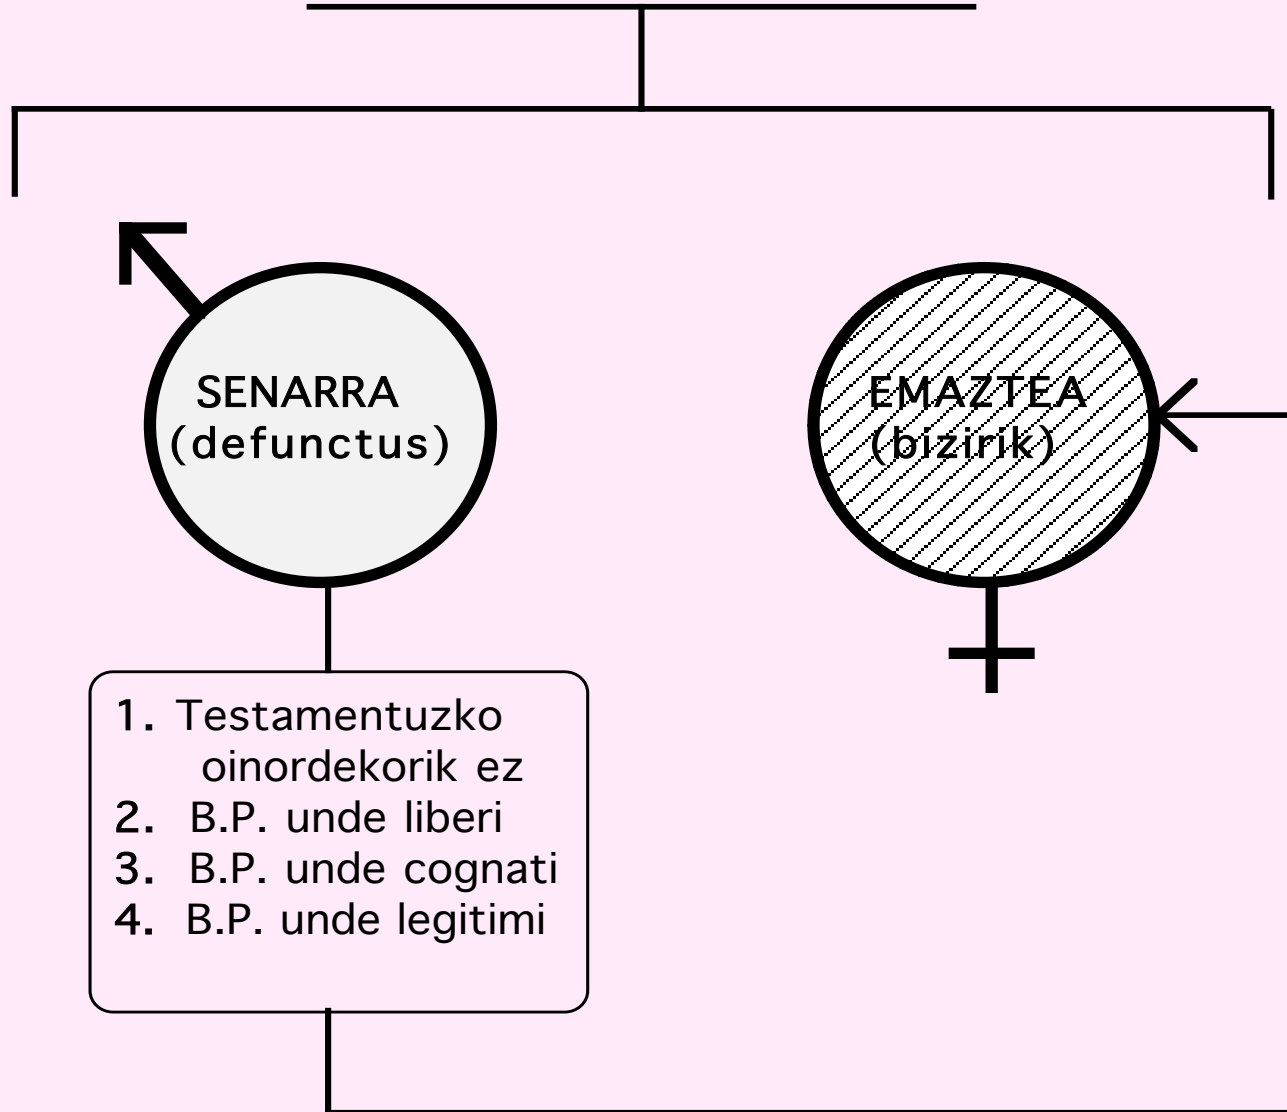 SENARRA
(defunctus)
EMAZTEA
(bizirik)
1. Testamentuzko
oinordekorik ez
2. B.P. unde liberi
3. B.P. unde cognati
4. B.P. unde legitimi